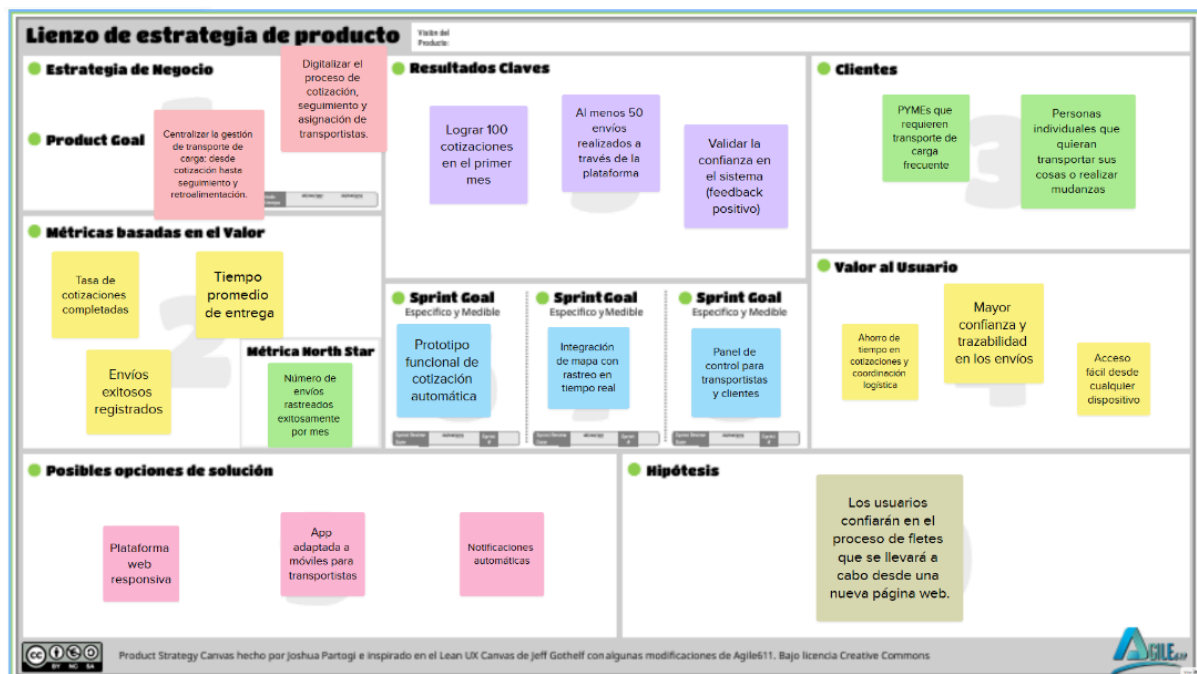 Lienzo de estrategia de producto
Visión del
Producto:
Estrategia de Negocio
Digitalizar el
proceso de
cotización,
seguimiento y
asignación de
transportistas.
Product Goal
Centralizar la gestión
de transporte de
carga: desde
cotización hasta
seguimiento y
retroalimentación.
Resultados Claves
Lograr 100
cotizaciones
en el primer
mes
Al menos 50
envíos
realizados a
través de la
plataforma
Validar la
confianza en
el sistema
(feedback
positivo)
Clientes
PYMEs que
requieren
transporte de
carga
frecuente
Personas
individuales que
quieran
transportar sus
cosas o realizar
mudanzas
Métricas basadas en el Valor
Tasa de
cotizaciones
completadas
Tiempo
promedio
de entrega
Envíos
exitosos
registrados
Métrica North Star
Número de
envíos
rastreados
exitosamente
por mes
Sprint Goal
Específico y Medible
Prototipo
funcional de
cotización
automática
Sprint Goal
Específico y Medible
Integración
de mapa con
rastreo en
tiempo real
Sprint Goal
Específico y Medible
Panel de
control para
transportistas
y clientes
Valor al Usuario
Ahorro de
tiempo en
cotizaciones y
coordinación
logística
Mayor
confianza y
trazabilidad
en los envíos
Acceso
fácil desde
cualquier
dispositivo
Posibles opciones de solución
Plataforma
web
responsiva
App
adaptada a
móviles para
transportistas
Notificaciones
automáticas
Hipótesis
Los usuarios
confiarán en el
proceso de fletes
que se llevará a
cabo desde una
nueva página web.
cc BY NC SA
Product Strategy Canvas hecho por Joshua Partogi e inspirado en el Lean UX Canvas de Jeff Gothelf con algunas modificaciones de Agile611. Bajo licencia Creative Commons
AGILE611